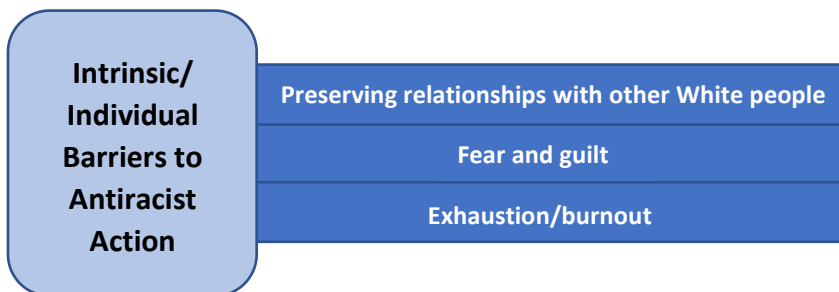 Intrinsic/
Individual
Barriers to
Antiracist
Action
Preserving relationships with other White people
Fear and guilt
Exhaustion/burnout